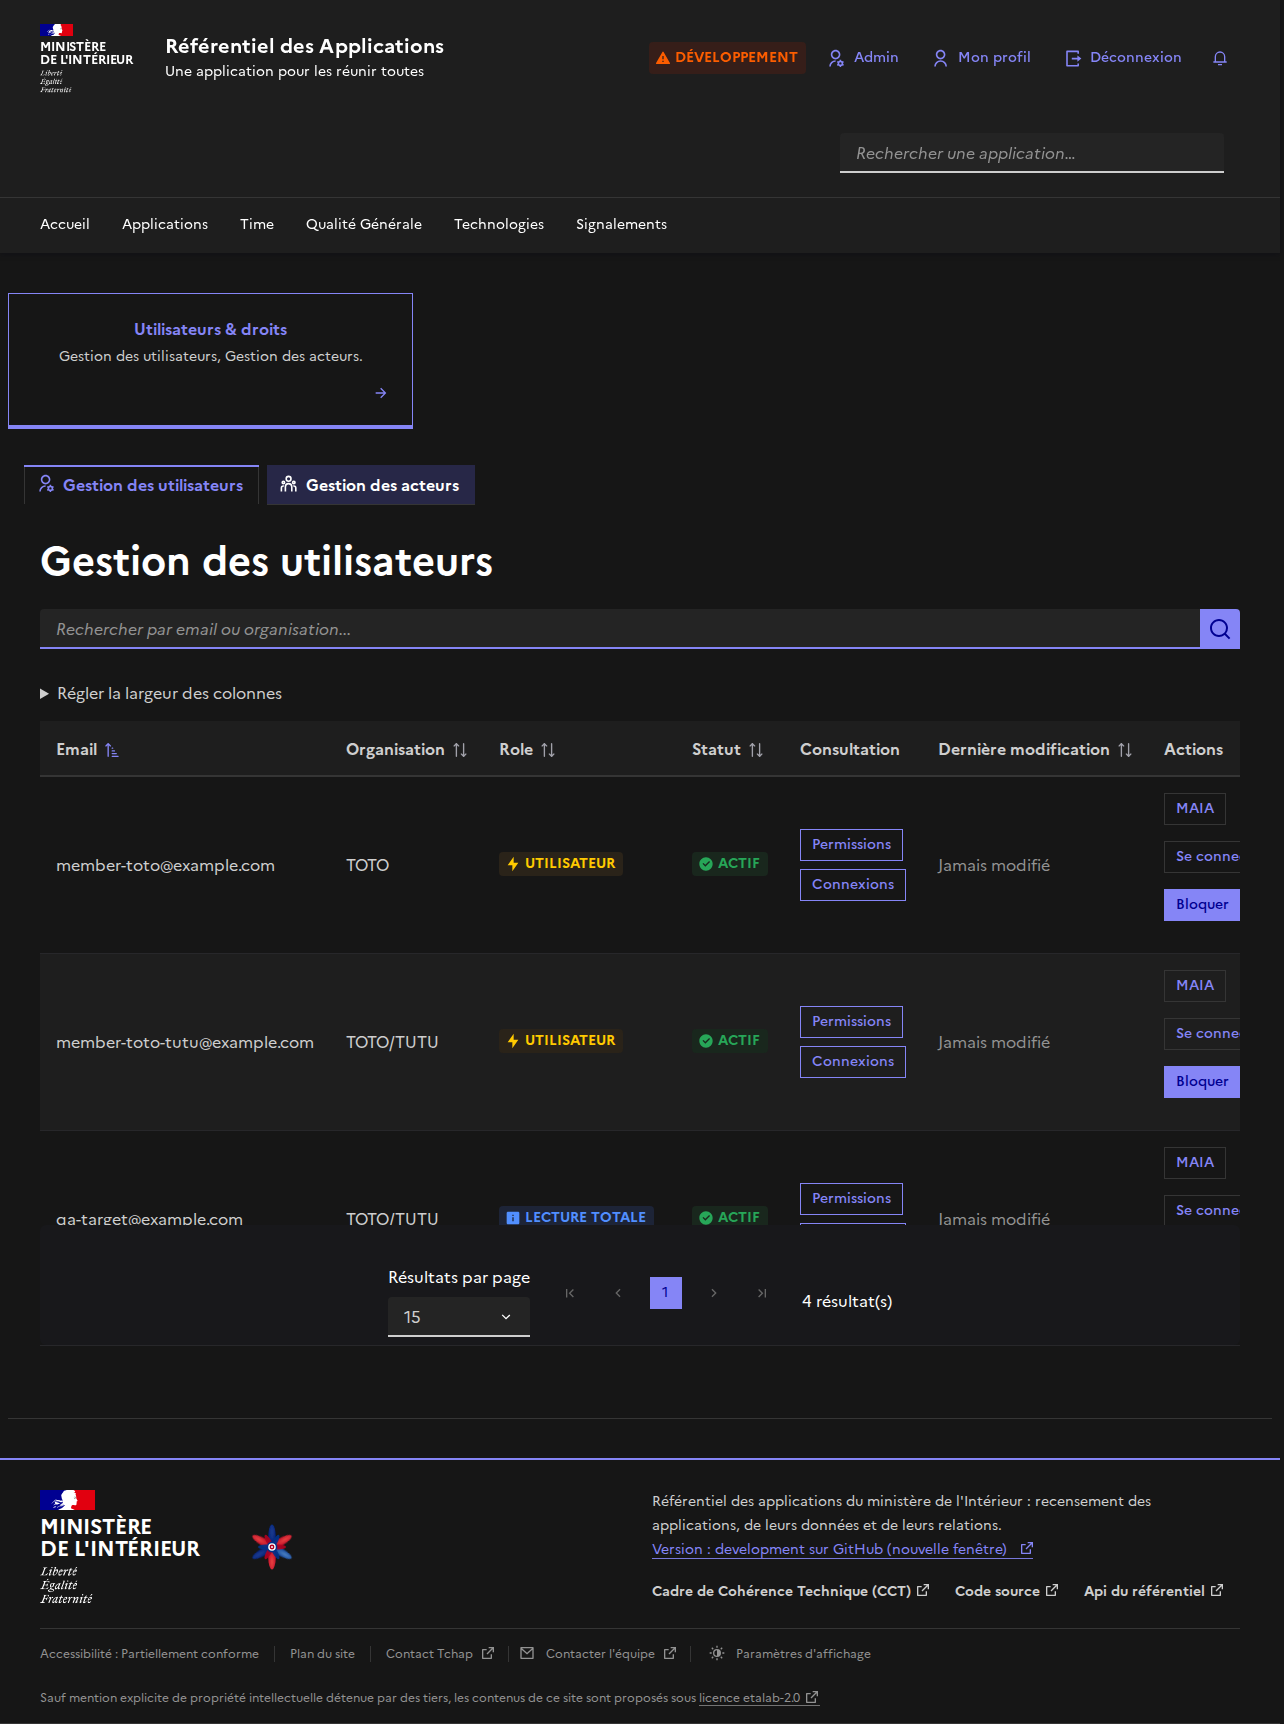 MINISTÈRE
DE L'INTÉRIEUR
Liberté
Égalité
Fraternité
Référentiel des Applications
Une application pour les réunir toutes
DÉVELOPPEMENT
Admin
Mon profil
Déconnexion
Rechercher une application…
Accueil
Applications
Time
Qualité Générale
Technologies
Signalements
Utilisateurs & droits
Gestion des utilisateurs, Gestion des acteurs.
Gestion des utilisateurs
Gestion des acteurs
Gestion des utilisateurs
Rechercher par email ou organisation...
Régler la largeur des colonnes
Email Organisation Role Statut Consultation Dernière modification Actions
member-toto@example.com TOTO UTILISATEUR ACTIF
Permissions
Connexions
Jamais modifié
MAIA
Se conne
Bloquer
member-toto-tutu@example.com TOTO/TUTU UTILISATEUR ACTIF
Permissions
Connexions
Jamais modifié
MAIA
Se conne
Bloquer
qa-target@example.com TOTO/TUTU LECTURE TOTALE ACTIF
Permissions
Jamais modifié
MAIA
Se conne
Résultats par page
15
1
4 résultat(s)
MINISTÈRE
DE L'INTÉRIEUR
Liberté
Égalité
Fraternité
Référentiel des applications du ministère de l'Intérieur : recensement des
applications, de leurs données et de leurs relations.
Version : development sur GitHub (nouvelle fenêtre)
Cadre de Cohérence Technique (CCT)
Code source
Api du référentiel
Accessibilité : Partiellement conforme
Plan du site
Contact Tchap
Contacter l'équipe
Paramètres d'affichage
Sauf mention explicite de propriété intellectuelle détenue par des tiers, les contenus de ce site sont proposés sous licence etalab-2.0